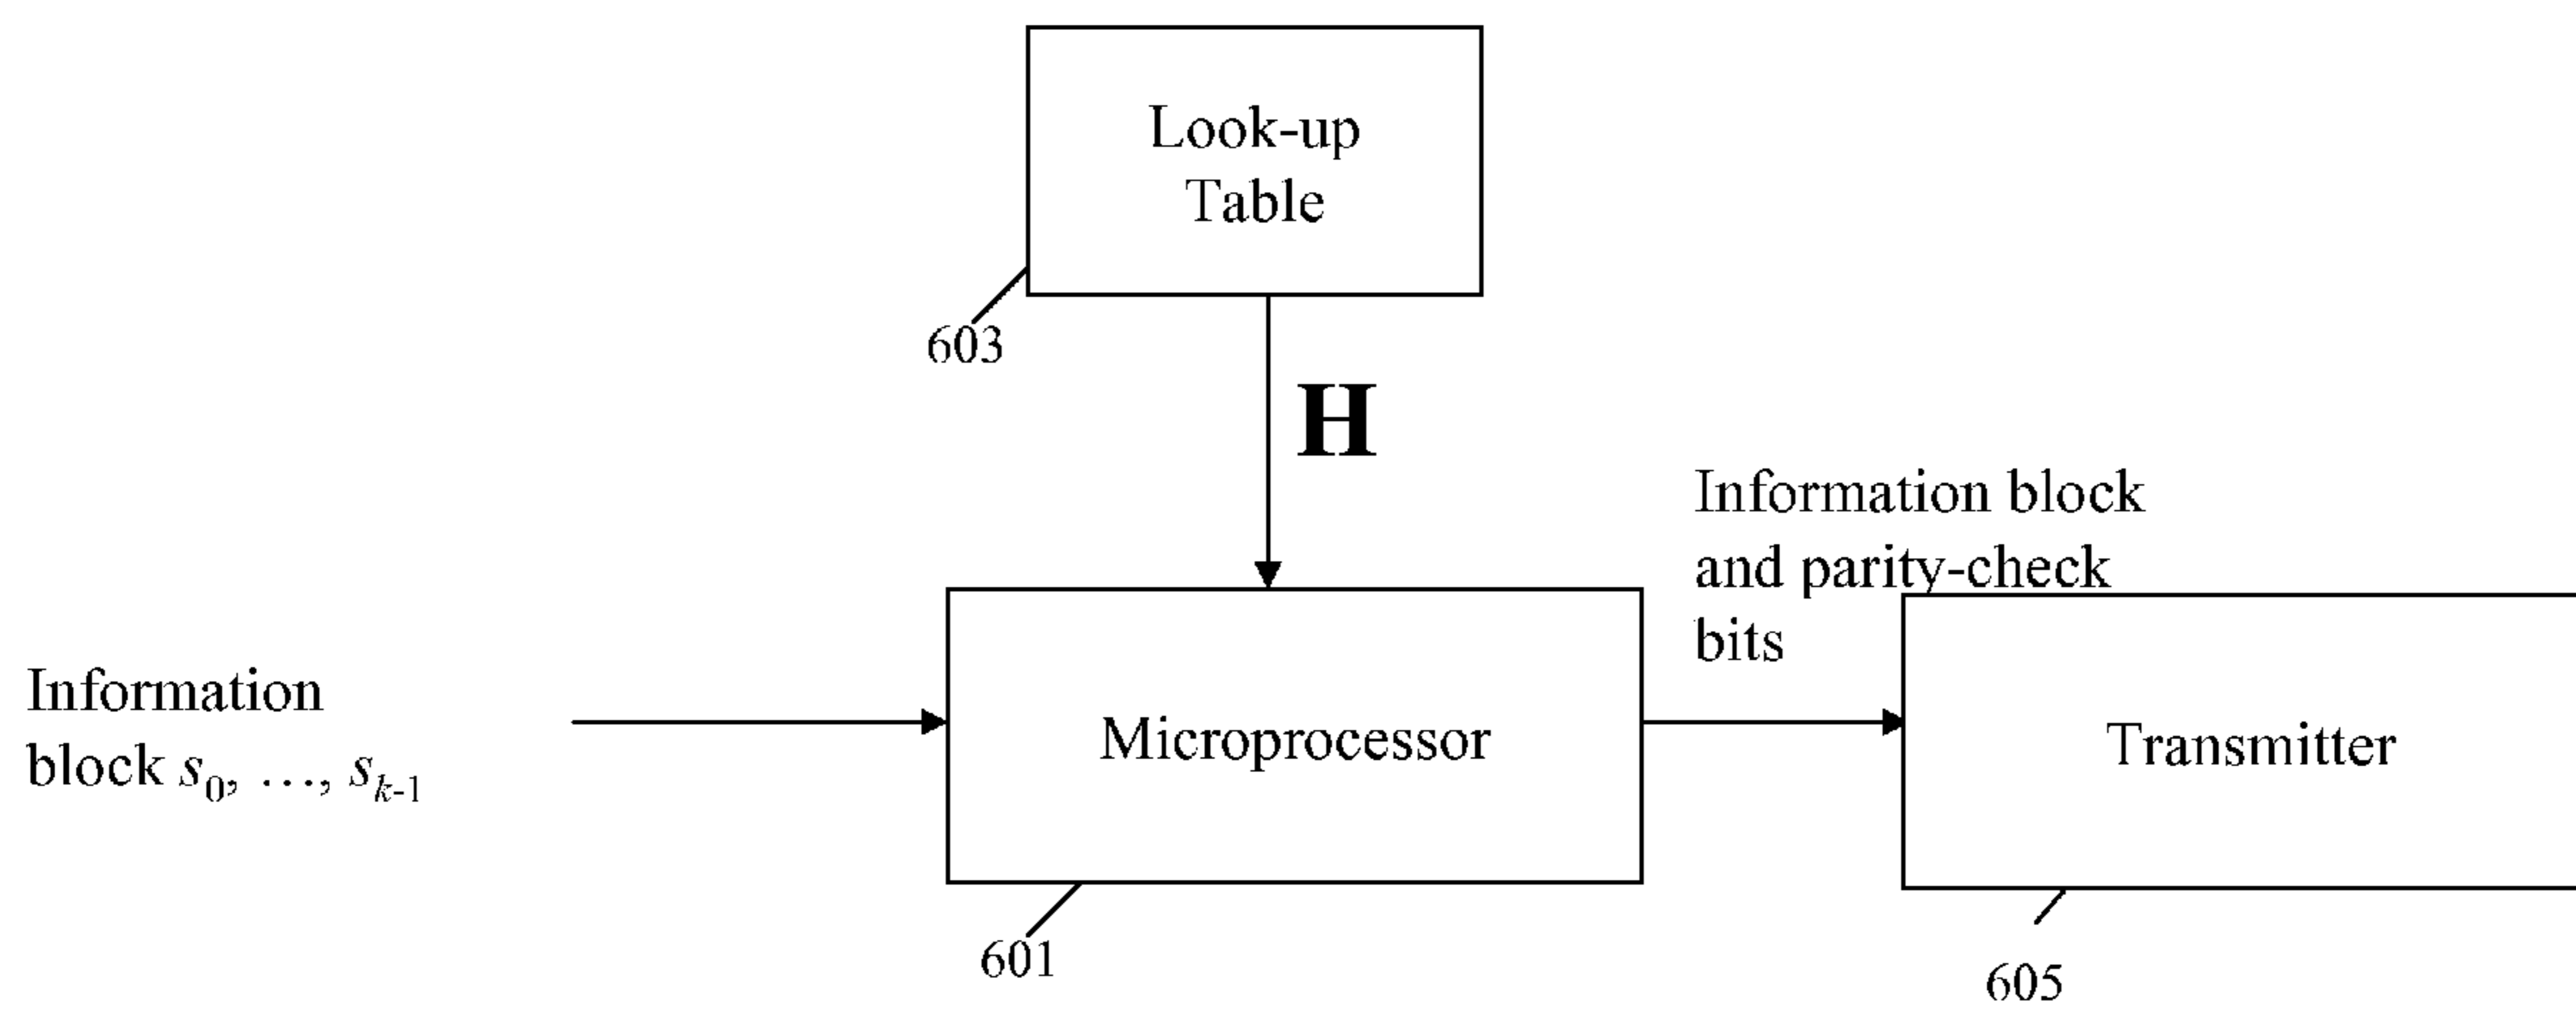 Look-up
Table
603
H
Information block
and parity-check
bits
Information
block s₀, …, sₖ₋₁
Microprocessor
Transmitter
601
605